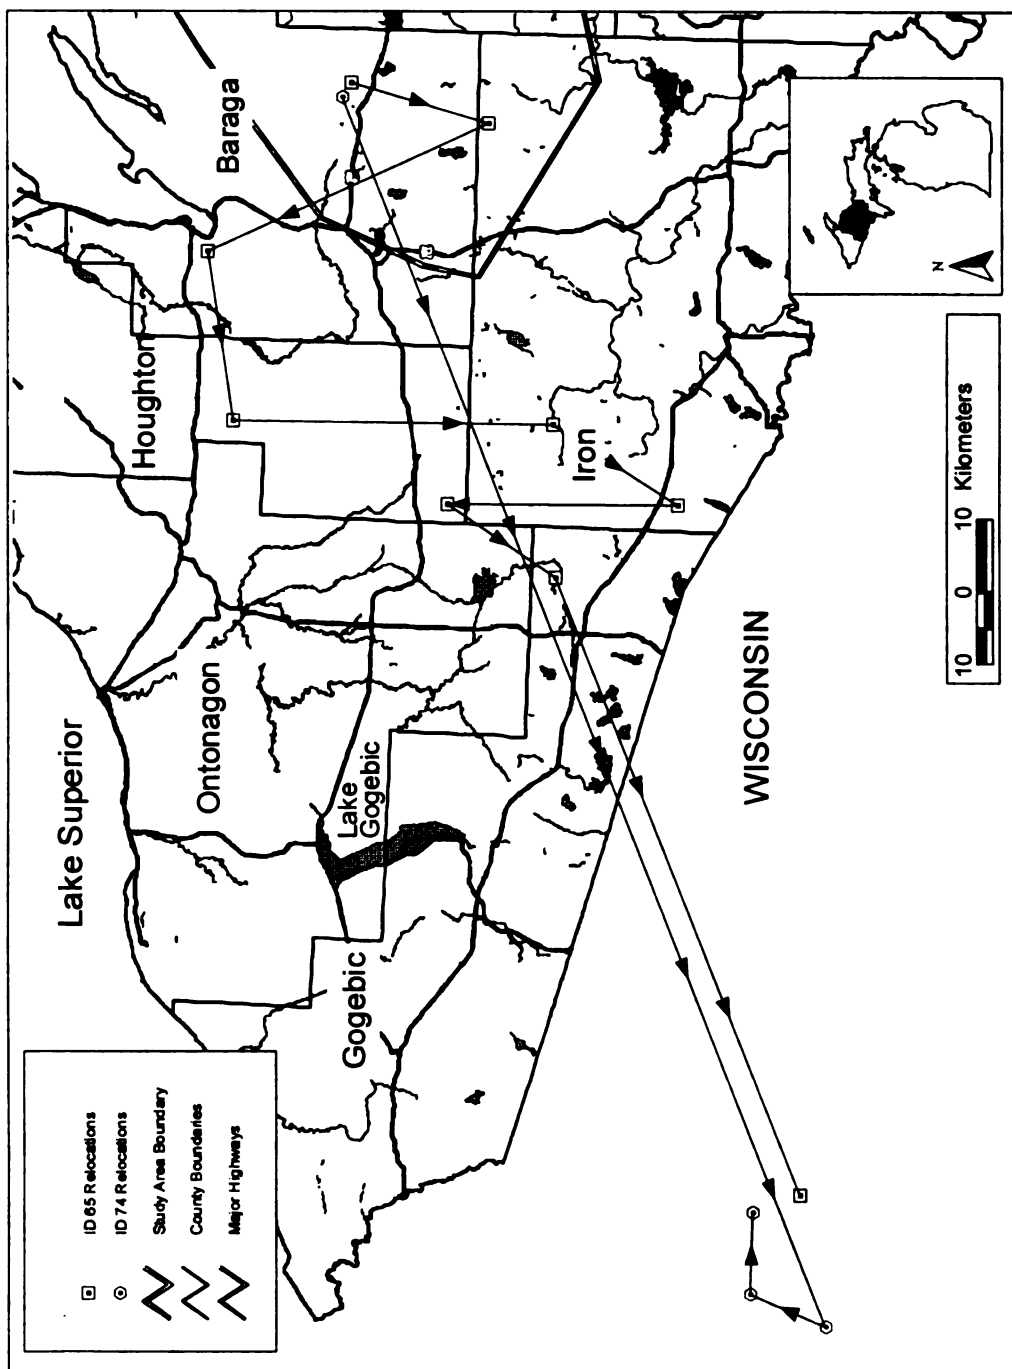 Lake Superior
Houghton
Baraga
Ontonagon
Lake
Gogebic
Gogebic
Iron
WISCONSIN
ID 65 Relocations
ID 74 Relocations
Study Area Boundary
County Boundaries
Major Highways
10 0 10 Kilometers
N